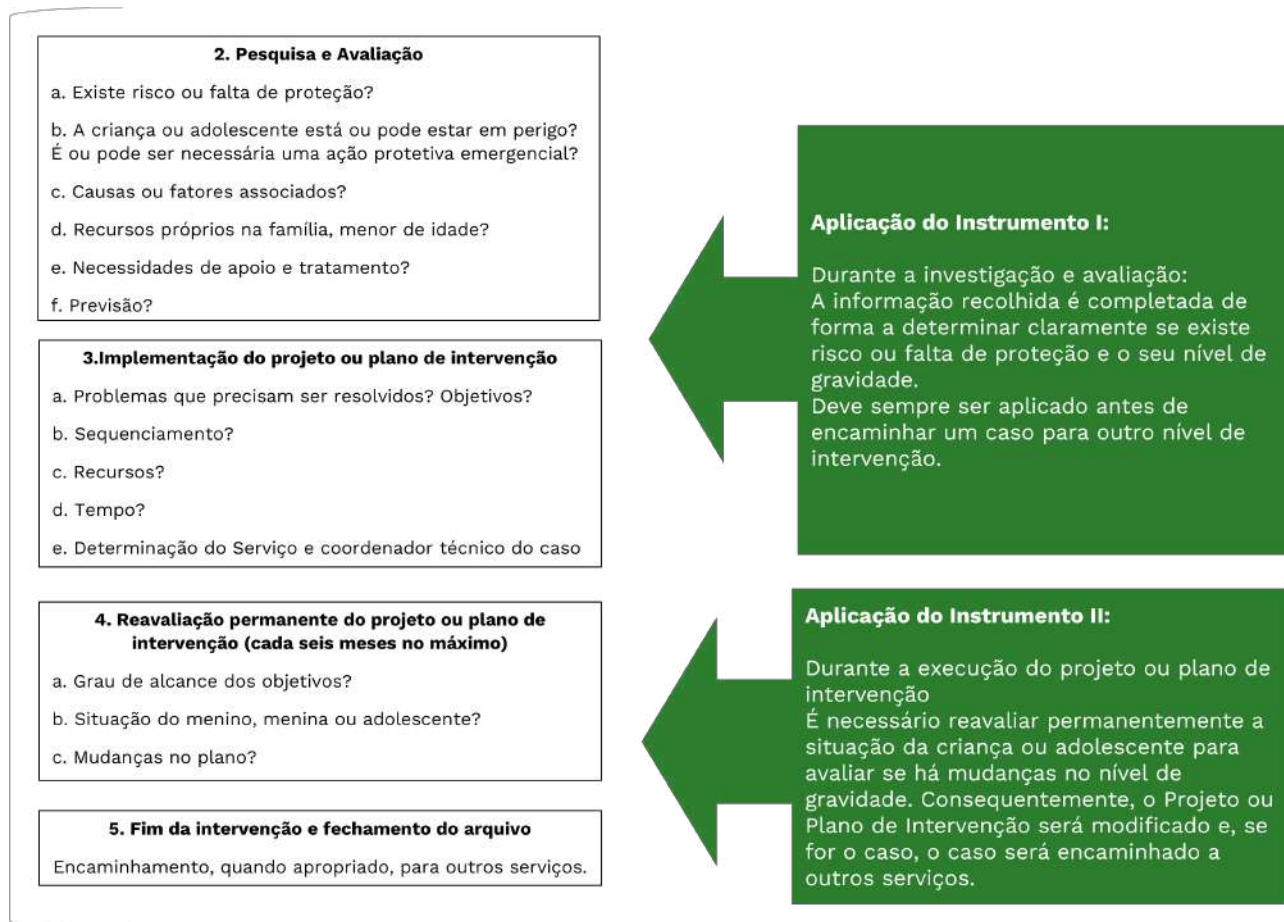 2. Pesquisa e Avaliação
a. Existe risco ou falta de proteção?
b. A criança ou adolescente está ou pode estar em perigo?
É ou pode ser necessária uma ação protetiva emergencial?
c. Causas ou fatores associados?
d. Recursos próprios na família, menor de idade?
e. Necessidades de apoio e tratamento?
f. Previsão?
3.Implementação do projeto ou plano de intervenção
a. Problemas que precisam ser resolvidos? Objetivos?
b. Sequenciamento?
c. Recursos?
d. Tempo?
e. Determinação do Serviço e coordenador técnico do caso
Aplicação do Instrumento I:
Durante a investigação e avaliação:
A informação recolhida é completada de
forma a determinar claramente se existe
risco ou falta de proteção e o seu nível de
gravidade.
Deve sempre ser aplicado antes de
encaminhar um caso para outro nível de
intervenção.
4. Reavaliação permanente do projeto ou plano de
intervenção (cada seis meses no máximo)
a. Grau de alcance dos objetivos?
b. Situação do menino, menina ou adolescente?
c. Mudanças no plano?
5. Fim da intervenção e fechamento do arquivo
Encaminhamento, quando apropriado, para outros serviços.
Aplicação do Instrumento II:
Durante a execução do projeto ou plano de
intervenção
É necessário reavaliar permanentemente a
situação da criança ou adolescente para
avaliar se há mudanças no nível de
gravidade. Consequentemente, o Projeto ou
Plano de Intervenção será modificado e, se
for o caso, o caso será encaminhado a
outros serviços.